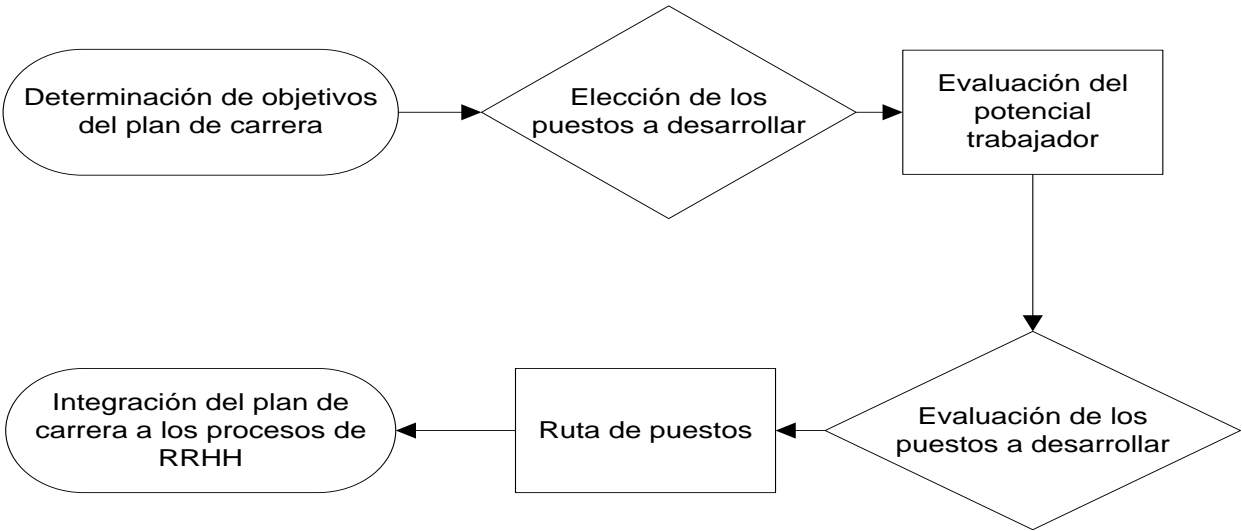 Determinación de objetivos
del plan de carrera
Elección de los
puestos a desarrollar
Evaluación del
potencial
trabajador
Evaluación de los
puestos a desarrollar
Ruta de puestos
Integración del plan de
carrera a los procesos de
RRHH